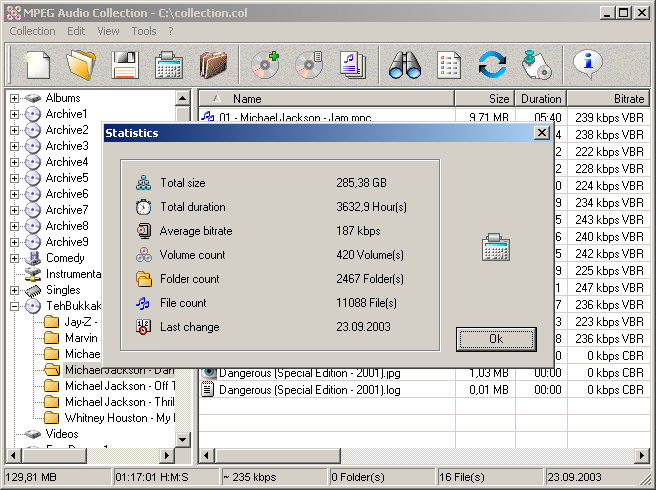 MPEG Audio Collection - C:\collection.col
Collection Edit View Tools ?
Name Size Duration Bitrate
Albums
Archive1
Archive2
Archive3
Archive4
Archive5
Archive6
Archive7
Archive8
Archive9
Comedy
Instrumenta
Singles
TehBukkak
Jay-Z -
Marvin
Michae
Michael Jackson - Dan
Michael Jackson - Off T
Michael Jackson - Thril
Whitney Houston - My L
Videos
01 - Michael Jackson - Jam.mpc 9,71 MB 05:40 239 kbps VBR
4 238 kbps VBR
8 222 kbps VBR
2 228 kbps VBR
0 224 kbps VBR
6 234 kbps VBR
5 243 kbps VBR
6 240 kbps VBR
2 242 kbps VBR
9 225 kbps VBR
1 247 kbps VBR
7 236 kbps VBR
3 223 kbps VBR
8 236 kbps VBR
0 0 kbps CBR
Dangerous (Special Edition - 2001).jpg 1,03 MB 00:00 0 kbps CBR
Dangerous (Special Edition - 2001).log 0,01 MB 00:00 0 kbps CBR
Statistics
Total size 285,38 GB
Total duration 3632,9 Hour(s)
Average bitrate 187 kbps
Volume count 420 Volume(s)
Folder count 2467 Folder(s)
File count 11088 File(s)
Last change 23.09.2003
Ok
129,81 MB 01:17:01 H:M:S ~ 235 kbps 0 Folder(s) 16 File(s) 23.09.2003